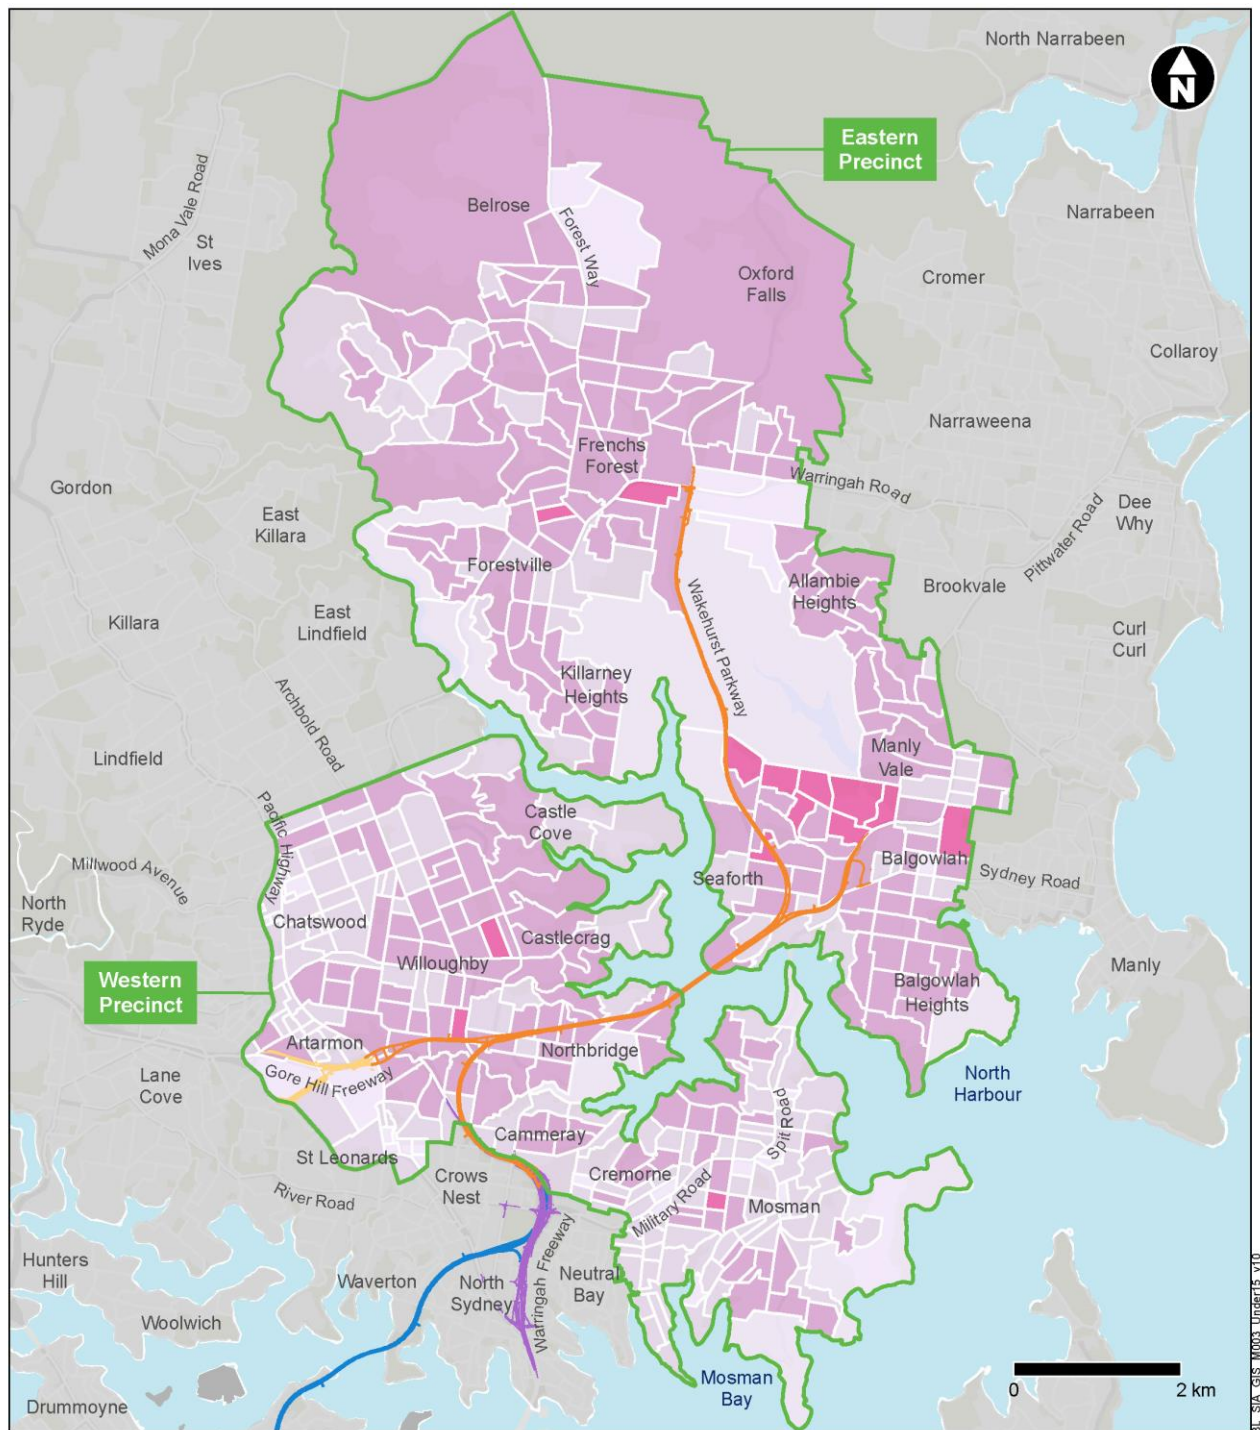 North Narrabeen
N
Eastern
Precinct
Mona Vale Road
St
Ives
Belrose
Forest Way
Narrabeen
Oxford
Falls
Cromer
Collaroy
Narraweena
Frenchs
Forest
Warringah Road
Gordon
East
Killara
Dee
Why
Pittwater Road
Forestville
Allambie
Heights
Brookvale
Killara
East
Lindfield
Wakehurst Parkway
Curl
Curl
Killarney
Heights
Archbold Road
Lindfield
Manly
Vale
Pacific Highway
Castle
Cove
Millwood Avenue
Balgowlah
Sydney Road
Seaforth
North
Ryde
Chatswood
Castlecrag
Willoughby
Western
Precinct
Balgowlah
Heights
Manly
Artarmon
Northbridge
Gore Hill Freeway
Lane
Cove
North
Harbour
Spit Road
Cammeray
St Leonards
Crows
Nest
Cremorne
River Road
Military Road
Mosman
Hunters
Hill
Waverton
North
Sydney
Warringah Freeway
Neutral
Bay
Woolwich
Mosman
Bay
Drummoyne
0 2 km
SIA_GIS_M003_Under15_v10